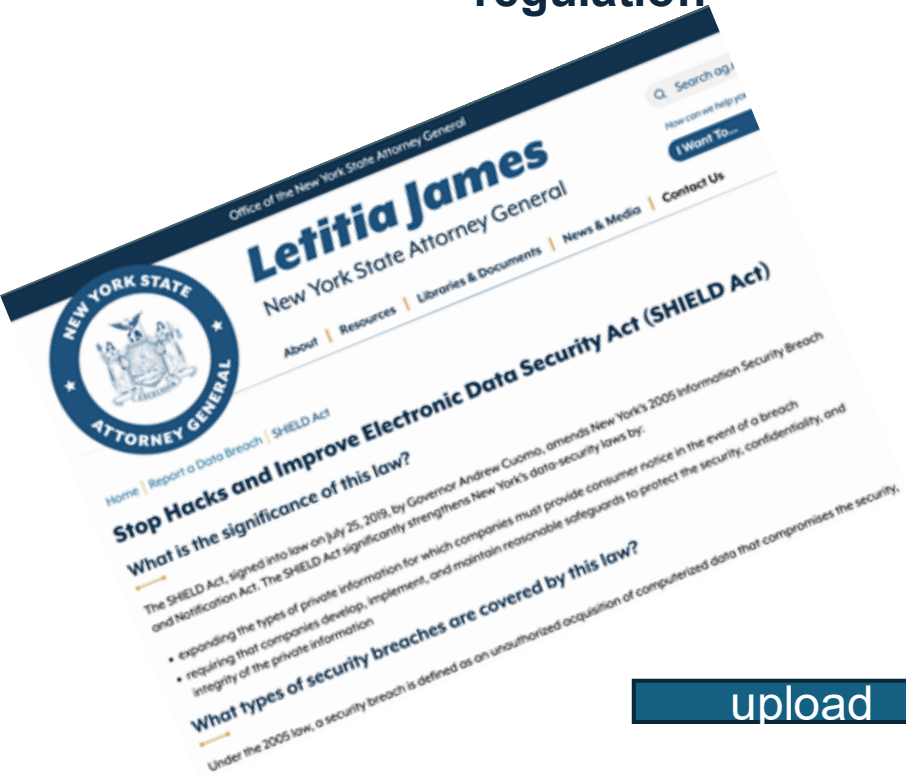 regulation
Office of the New York State Attorney General
Search ag.
Letitia James
How can we help you
New York State Attorney General
I Want To...
About | Resources | Libraries & Documents | News & Media | Contact Us
NEW YORK STATE
ATTORNEY GENERAL
EXCELSIOR
Home | Report a Data Breach | SHIELD Act
Stop Hacks and Improve Electronic Data Security Act (SHIELD Act)
What is the significance of this law?
The SHIELD Act, signed into law on July 25, 2019, by Governor Andrew Cuomo, amends New York's 2005 Information Security Breach
and Notification Act. The SHIELD Act significantly strengthens New York's data-security laws by:
• expanding the types of private information for which companies must provide consumer notice in the event of a breach
• requiring that companies develop, implement, and maintain reasonable safeguards to protect the security, confidentiality, and
integrity of the private information
What types of security breaches are covered by this law?
Under the 2005 law, a security breach is defined as an unauthorized acquisition of computerized data that compromises the security,
upload